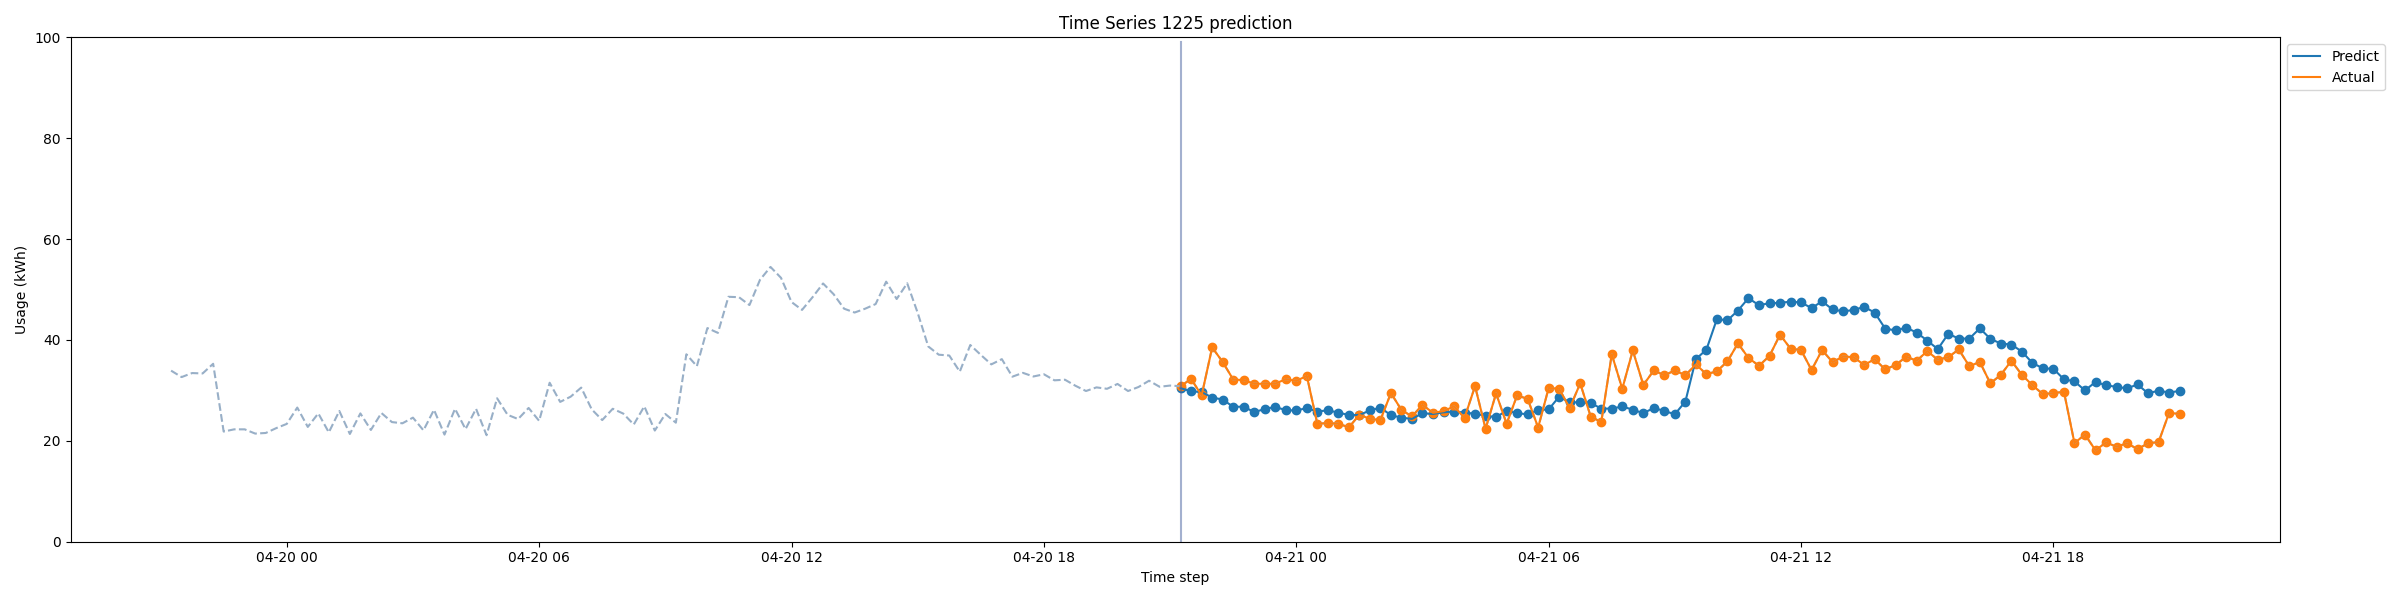 Time Series 1225 prediction
Predict
Actual
100
80
60
40
20
0
Usage (kWh)
04-20 00
04-20 06
04-20 12
04-20 18
04-21 00
04-21 06
04-21 12
04-21 18
Time step